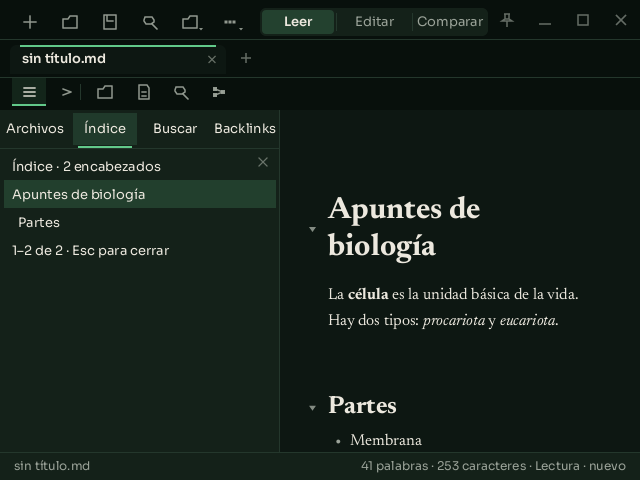 Leer Editar Comparar
sin título.md
Archivos Índice Buscar Backlinks
Índice · 2 encabezados
Apuntes de biología
Partes
1–2 de 2 · Esc para cerrar
Apuntes de
biología
La célula es la unidad básica de la vida.
Hay dos tipos: procariota y eucariota.
Partes
• Membrana
sin título.md 41 palabras · 253 caracteres · Lectura · nuevo